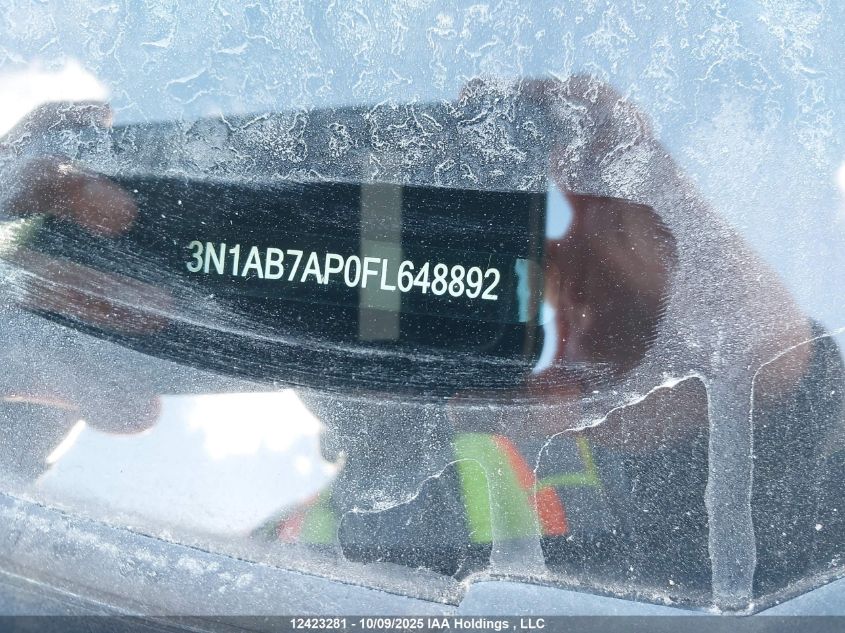 3N1AB7AP0FL648892
12423281 - 10/09/2025 IAA Holdings , LLC